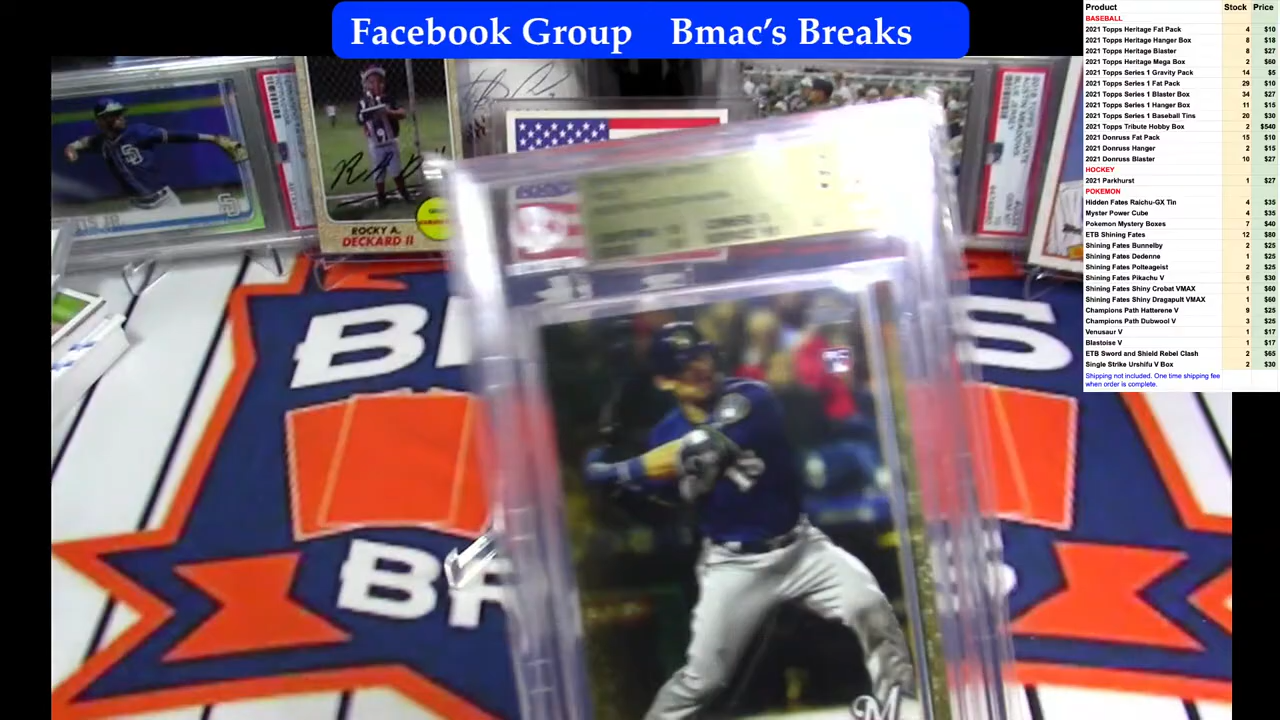 Facebook Group Bmac's Breaks
Product Stock Price
BASEBALL
2021 Topps Heritage Fat Pack 4 $10
2021 Topps Heritage Hanger Box 8 $18
2021 Topps Heritage Blaster 8 $27
2021 Topps Heritage Mega Box 2 $60
2021 Topps Series 1 Gravity Pack 14 $5
2021 Topps Series 1 Fat Pack 29 $10
2021 Topps Series 1 Blaster Box 34 $27
2021 Topps Series 1 Hanger Box 11 $15
2021 Topps Series 1 Baseball Tins 20 $30
2021 Topps Tribute Hobby Box 2 $540
2021 Donruss Fat Pack 15 $10
2021 Donruss Hanger 2 $15
2021 Donruss Blaster 10 $27
HOCKEY
2021 Parkhurst 1 $27
POKEMON
Hidden Fates Raichu-GX Tin 4 $35
Myster Power Cube 4 $35
Pokemon Mystery Boxes 7 $40
ETB Shining Fates 12 $80
Shining Fates Bunnelby 2 $25
Shining Fates Dedenne 1 $25
Shining Fates Polteageist 2 $25
Shining Fates Pikachu V 6 $30
Shining Fates Shiny Crobat VMAX 1 $60
Shining Fates Shiny Dragapult VMAX 1 $60
Champions Path Hatterene V 9 $25
Champions Path Dubwool V 3 $25
Venusaur V 1 $17
Blastoise V 1 $17
ETB Sword and Shield Rebel Clash 2 $65
Single Strike Urshifu V Box 2 $30
Shipping not included. One time shipping fee
when order is complete.
ROCKY A.
DECKARD II